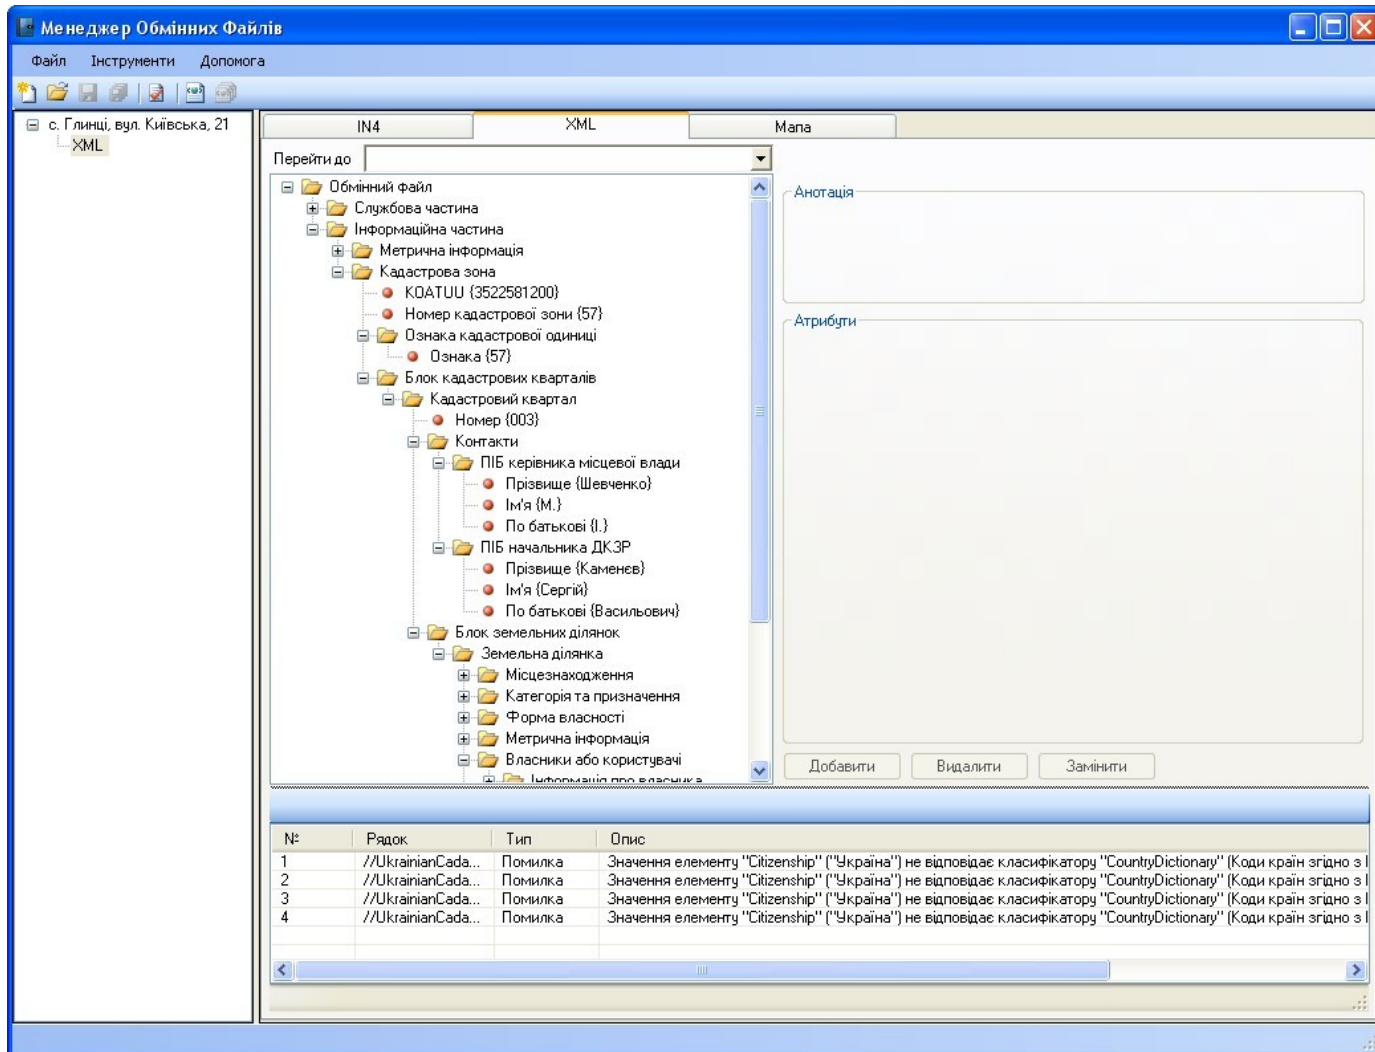 Менеджер Обмінних Файлів
Файл Інструменти Допомога
с. Глинці, вул. Київська, 21
XML
IN4 XML Мапа
Перейти до
Обмінний файл
Службова частина
Інформаційна частина
Метрична інформація
Кадастрова зона
KOATUU {3522581200}
Номер кадастрової зони {57}
Ознака кадастрової одиниці
Ознака {57}
Блок кадастрових кварталів
Кадастровий квартал
Номер {003}
Контакти
ПІБ керівника місцевої влади
Прізвище {Шевченко}
Ім'я {М.}
По батькові {І.}
ПІБ начальника ДКЗР
Прізвище {Каменєв}
Ім'я {Сергій}
По батькові {Васильович}
Блок земельних ділянок
Земельна ділянка
Місцезнаходження
Категорія та призначення
Форма власності
Метрична інформація
Власники або користувачі
Інформація про власника
Анотація
Атрибути
Добавити Видалити Замінити
№ Рядок Тип Опис
1 //UkrainianCada... Помилка Значення елементу "Citizenship" ("Україна") не відповідає класифікатору "CountryDictionary" (Коди країн згідно з
2 //UkrainianCada... Помилка Значення елементу "Citizenship" ("Україна") не відповідає класифікатору "CountryDictionary" (Коди країн згідно з
3 //UkrainianCada... Помилка Значення елементу "Citizenship" ("Україна") не відповідає класифікатору "CountryDictionary" (Коди країн згідно з
4 //UkrainianCada... Помилка Значення елементу "Citizenship" ("Україна") не відповідає класифікатору "CountryDictionary" (Коди країн згідно з